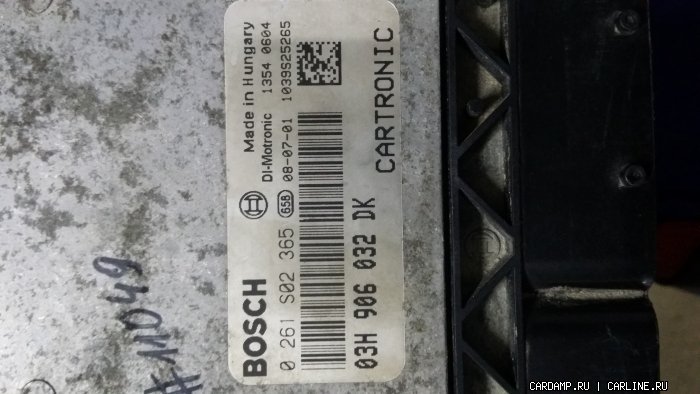 BOSCH
Made in Hungary
DI-Motronic 1354 0604
0 261 S02 365 658 08-07-01 1039S25265
03H 906 032 DK CARTRONIC
#11049
CARDAMP.RU | CARLINE.RU